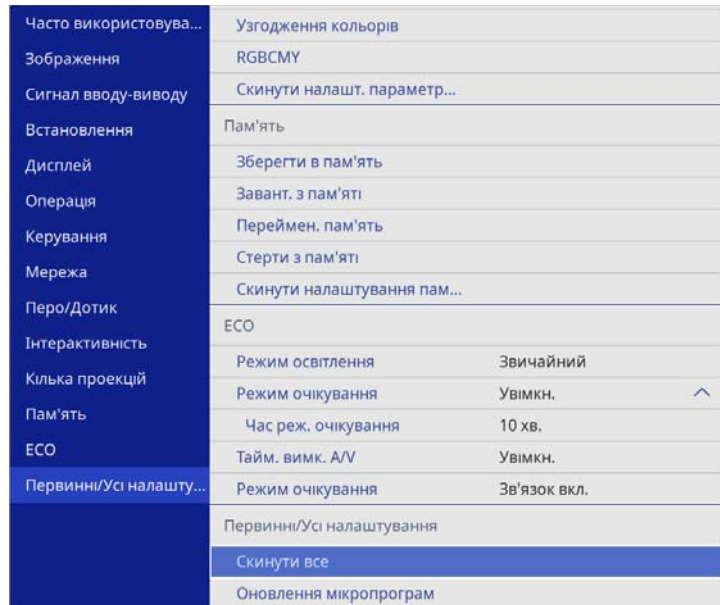 Часто використовува...
Зображення
Сигнал вводу-виводу
Встановлення
Дисплей
Операція
Керування
Мережа
Перо/Дотик
Інтерактивність
Кілька проекцій
Пам'ять
ECO
Первинні/Усі налашту...
Узгодження кольорів
RGBCMY
Скинути налашт. параметр...
Пам'ять
Зберегти в пам'ять
Завант. з пам'яті
Переймен. пам'ять
Стерти з пам'яті
Скинути налаштування пам...
ECO
Режим освітлення Звичайний
Режим очікування Увімкн.
Час реж. очікування 10 хв.
Тайм. вимк. A/V Увімкн.
Режим очікування Зв'язок вкл.
Первинні/Усі налаштування
Скинути все
Оновлення мікропрограм